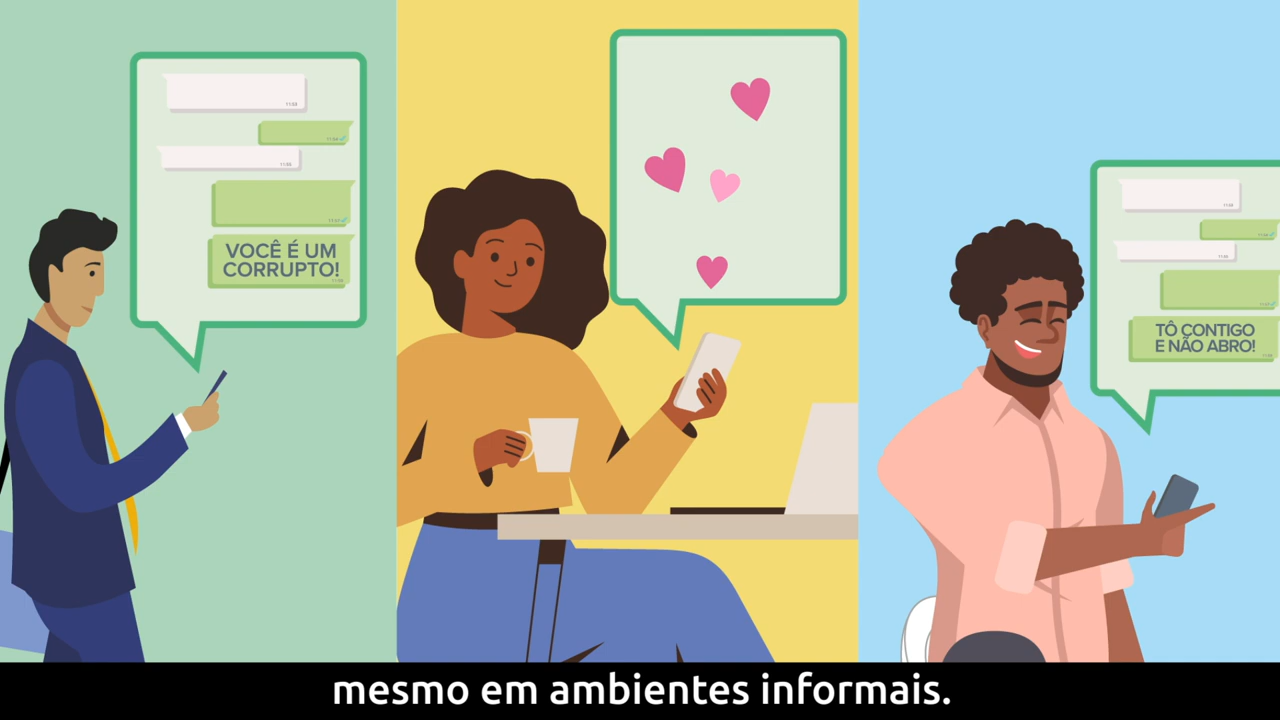 VOCÊ É UM
CORRUPTO!
TÔ CONTIGO
E NÃO ABRO!
mesmo em ambientes informais.